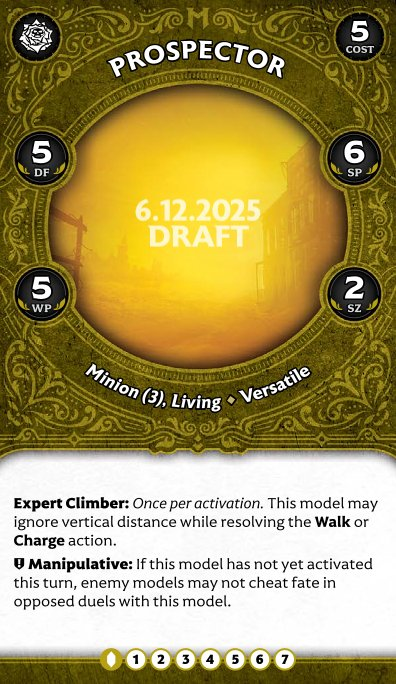 M
PROSPECTOR
5
COST
5
DF
6
SP
6.12.2025
DRAFT
5
WP
2
SZ
Minion (3), Living ⬥ Versatile
Expert Climber: Once per activation. This model may
ignore vertical distance while resolving the Walk or
Charge action.
Manipulative: If this model has not yet activated
this turn, enemy models may not cheat fate in
opposed duels with this model.
1 2 3 4 5 6 7